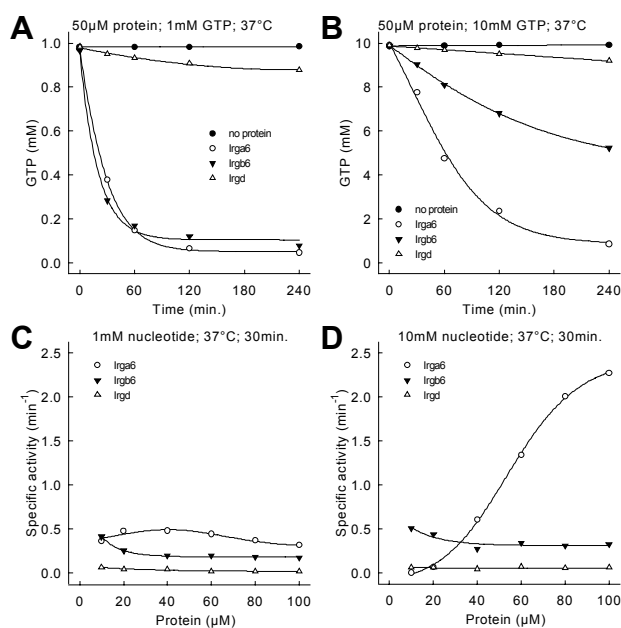 A
50µM protein; 1mM GTP; 37°C
1.0
0.8
0.6
0.4
0.2
0.0
GTP (mM)
no protein
Irga6
Irgb6
Irgd
0 60 120 180 240
Time (min.)
B
50µM protein; 10mM GTP; 37°C
10
8
6
4
2
0
GTP (mM)
no protein
Irga6
Irgb6
Irgd
0 60 120 180 240
Time (min.)
C
1mM nucleotide; 37°C; 30min.
2.5
2.0
1.5
1.0
0.5
0.0
Specific activity (min⁻¹)
Irga6
Irgb6
Irgd
0 20 40 60 80 100
Protein (µM)
D
10mM nucleotide; 37°C; 30min.
2.5
2.0
1.5
1.0
0.5
0.0
Specific activity (min⁻¹)
Irga6
Irgb6
Irgd
0 20 40 60 80 100
Protein (µM)